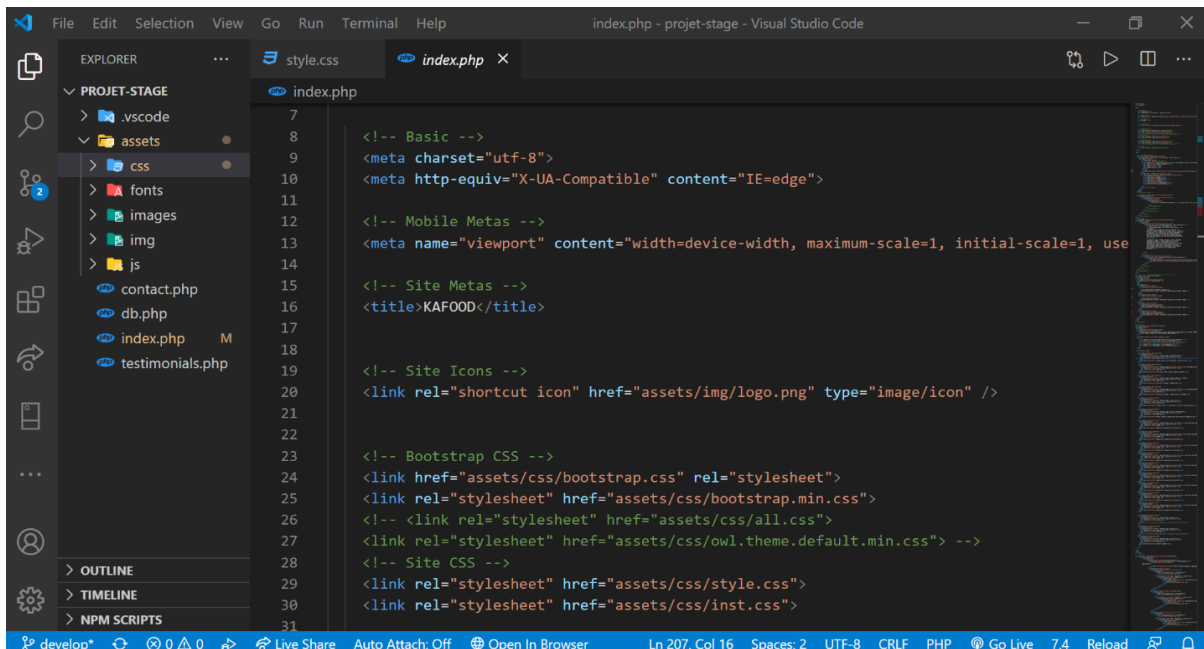 File Edit Selection View Go Run Terminal Help index.php - projet-stage - Visual Studio Code
EXPLORER
PROJET-STAGE
.vscode
assets
css
fonts
images
img
js
contact.php
db.php
index.php M
testimonials.php
OUTLINE
TIMELINE
NPM SCRIPTS
2
style.css index.php
index.php
7
8 <!-- Basic -->
9 <meta charset="utf-8">
10 <meta http-equiv="X-UA-Compatible" content="IE=edge">
11
12 <!-- Mobile Metas -->
13 <meta name="viewport" content="width=device-width, maximum-scale=1, initial-scale=1, use
14
15 <!-- Site Metas -->
16 <title>KAFOOD</title>
17
18
19 <!-- Site Icons -->
20 <link rel="shortcut icon" href="assets/img/logo.png" type="image/icon" />
21
22
23 <!-- Bootstrap CSS -->
24 <link href="assets/css/bootstrap.css" rel="stylesheet">
25 <link rel="stylesheet" href="assets/css/bootstrap.min.css">
26 <!-- <link rel="stylesheet" href="assets/css/all.css">
27 <link rel="stylesheet" href="assets/css/owl.theme.default.min.css"> -->
28 <!-- Site CSS -->
29 <link rel="stylesheet" href="assets/css/style.css">
30 <link rel="stylesheet" href="assets/css/inst.css">
31
develop* 0 0 Live Share Auto Attach: Off Open In Browser Ln 207, Col 16 Spaces: 2 UTF-8 CRLF PHP Go Live 7.4 Reload